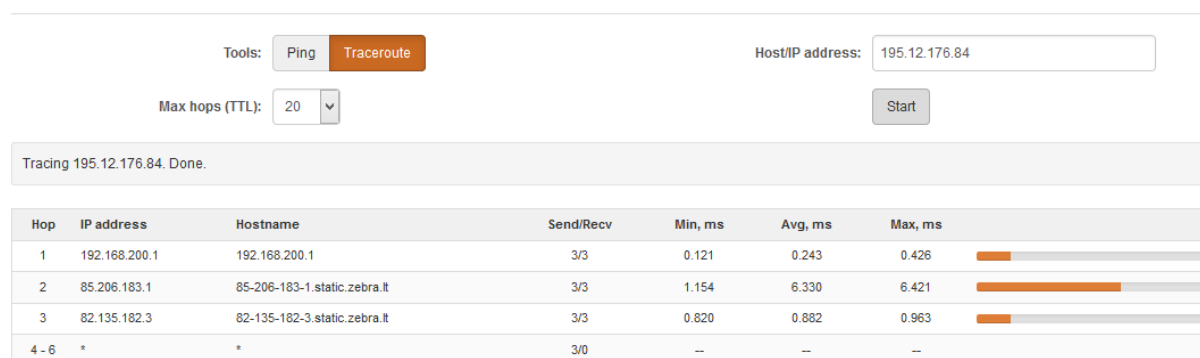 Tools: Ping Traceroute Host/IP address: 195.12.176.84
Max hops (TTL): 20 Start
Tracing 195.12.176.84. Done.
Hop IP address Hostname Send/Recv Min, ms Avg, ms Max, ms
1 192.168.200.1 192.168.200.1 3/3 0.121 0.243 0.426
2 85.206.183.1 85-206-183-1.static.zebra.lt 3/3 1.154 6.330 6.421
3 82.135.182.3 82-135-182-3.static.zebra.lt 3/3 0.820 0.882 0.963
4 - 6 * * 3/0 -- -- --